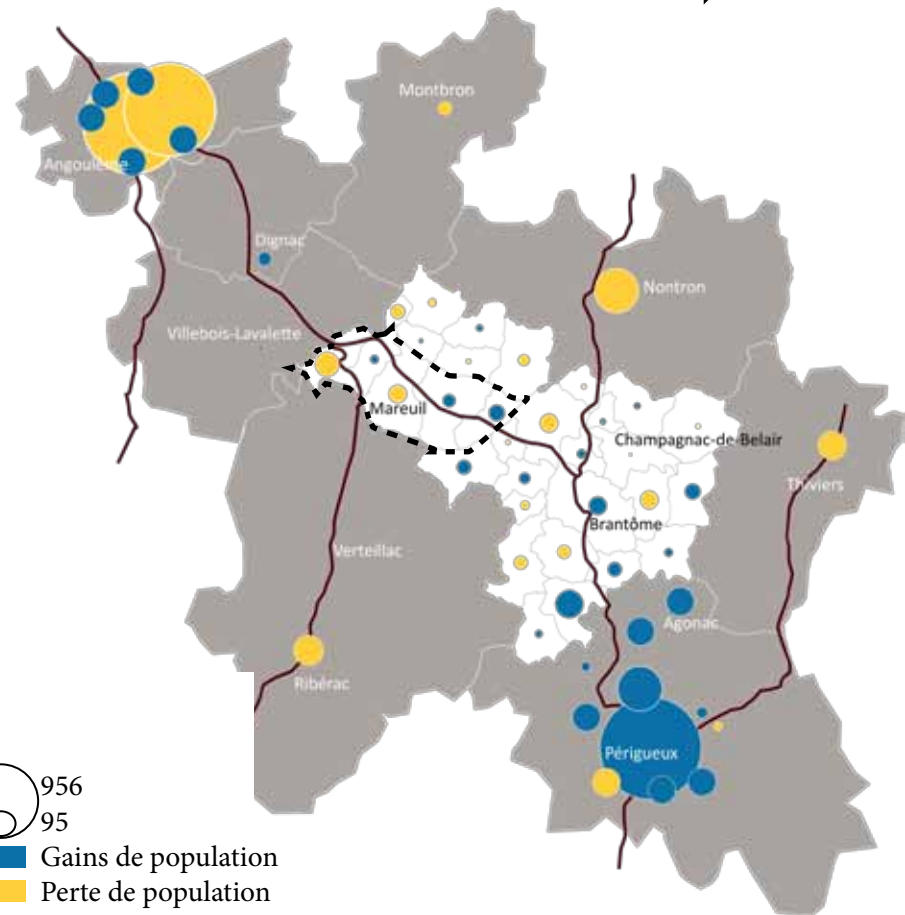 Montbron
Angoulême
Dignac
Nontron
Villebois-Lavalette
Mareuil
Champagnac-de-Belair
Thiviers
Brantôme
Verteillac
Agonac
Ribérac
Périgueux
956
95
Gains de population
Perte de population